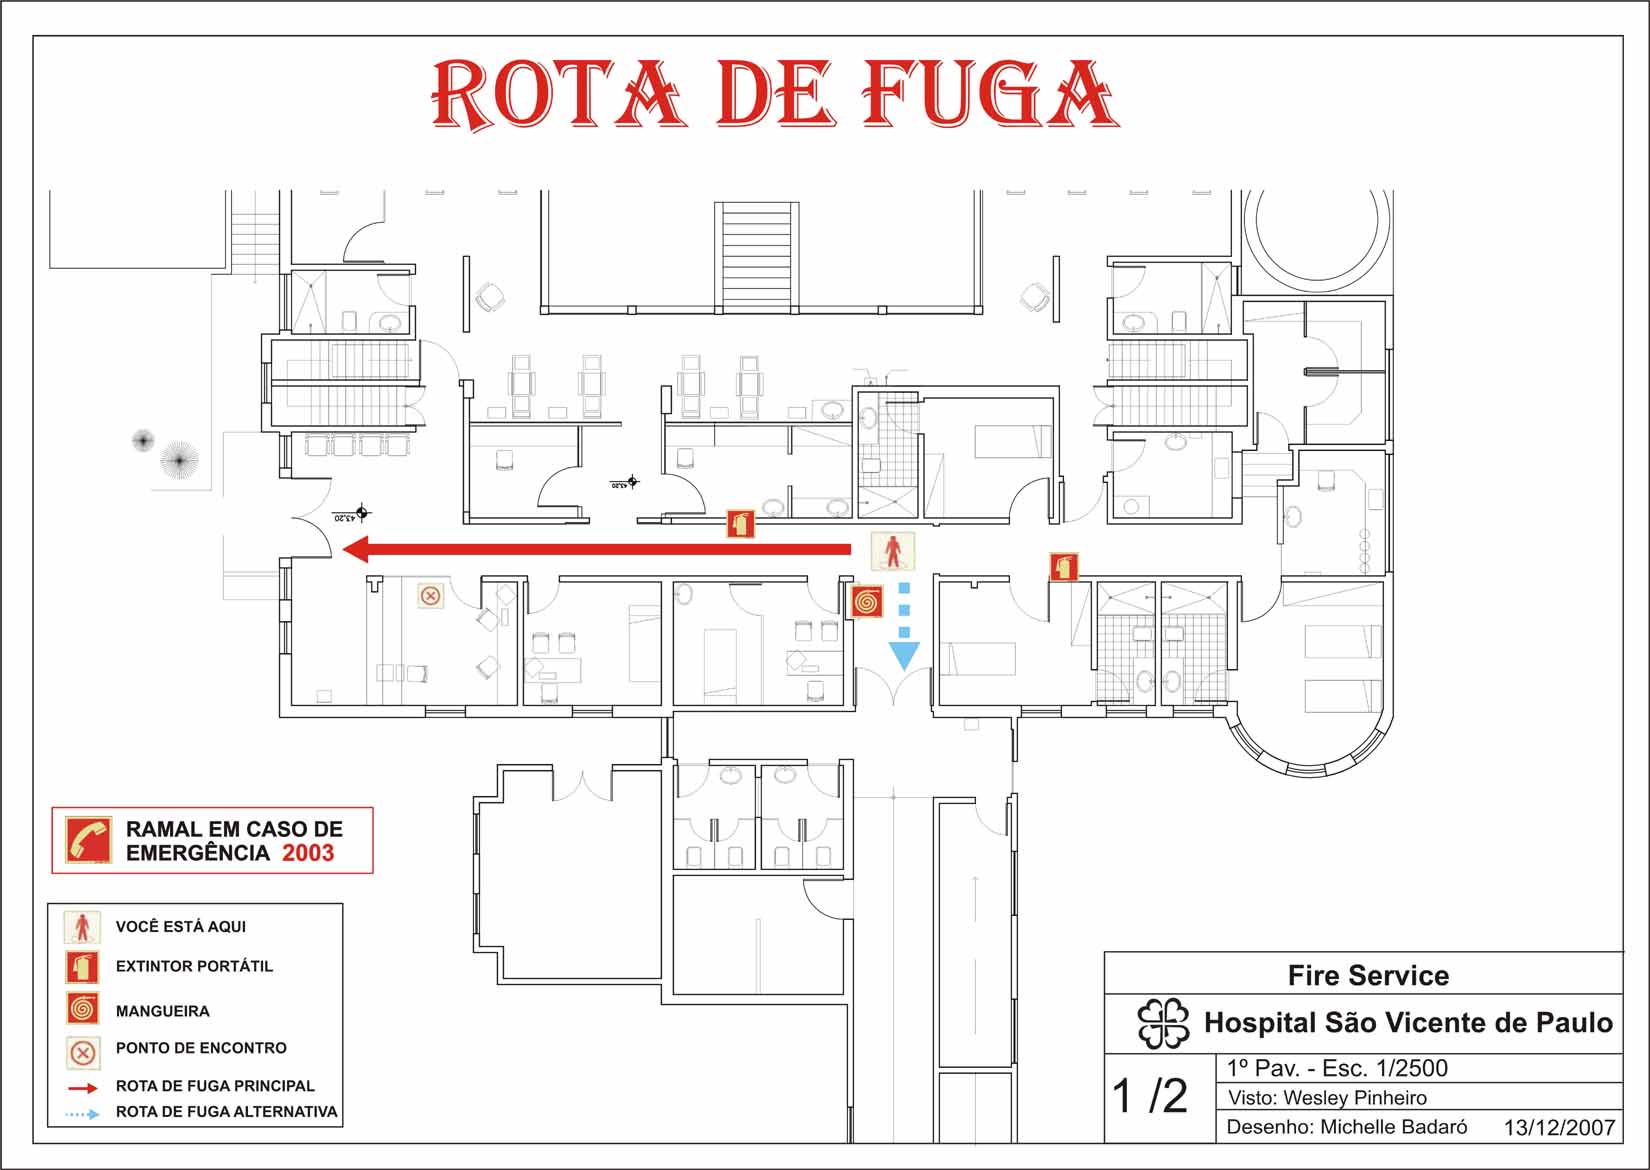 ROTA DE FUGA
43,20
43,20
RAMAL EM CASO DE
EMERGÊNCIA 2003
VOCÊ ESTÁ AQUI
EXTINTOR PORTÁTIL
MANGUEIRA
PONTO DE ENCONTRO
ROTA DE FUGA PRINCIPAL
ROTA DE FUGA ALTERNATIVA
Fire Service
Hospital São Vicente de Paulo
1/2
1º Pav. - Esc. 1/2500
Visto: Wesley Pinheiro
Desenho: Michelle Badaró 13/12/2007